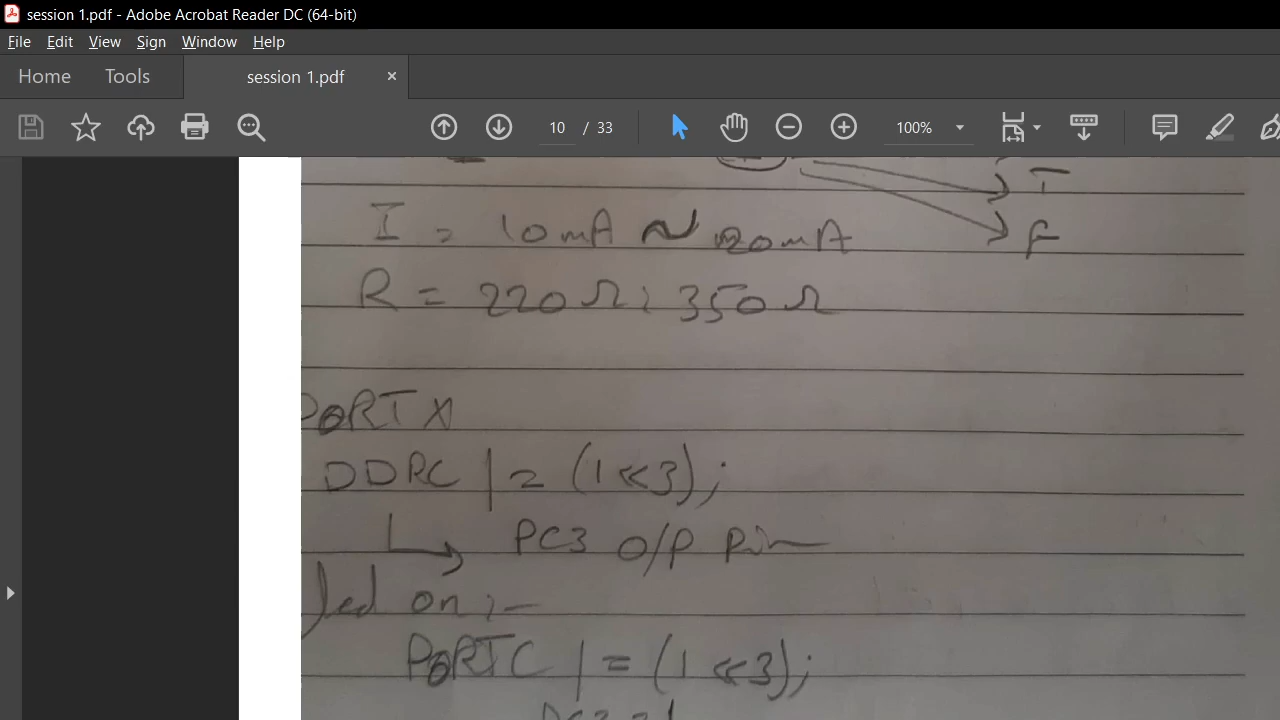 session 1.pdf - Adobe Acrobat Reader DC (64-bit)
File Edit View Sign Window Help
Home Tools session 1.pdf ×
10 / 33 100%
T
I = 10mA ~ 20mA F
R = 220Ω : 350Ω
PORTX
DDRC |= (1<<3);
PC3 O/P Pin
led on :-
PORTC |= (1<<3);